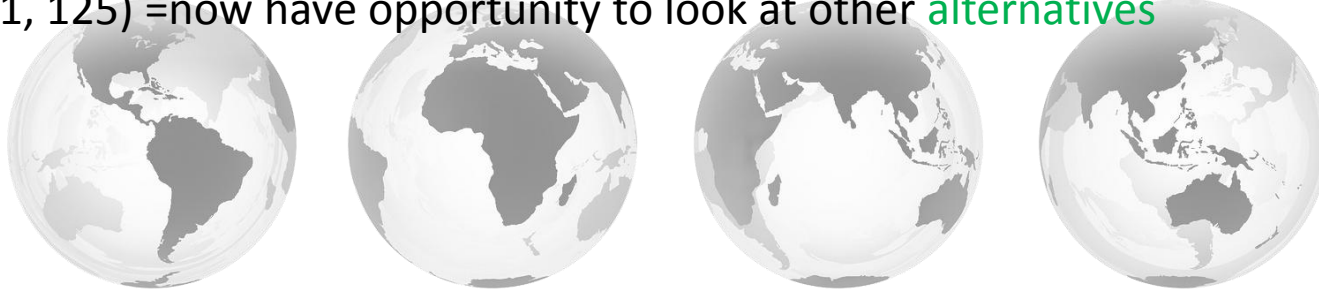 1, 125) =now have opportunity to look at other alternatives